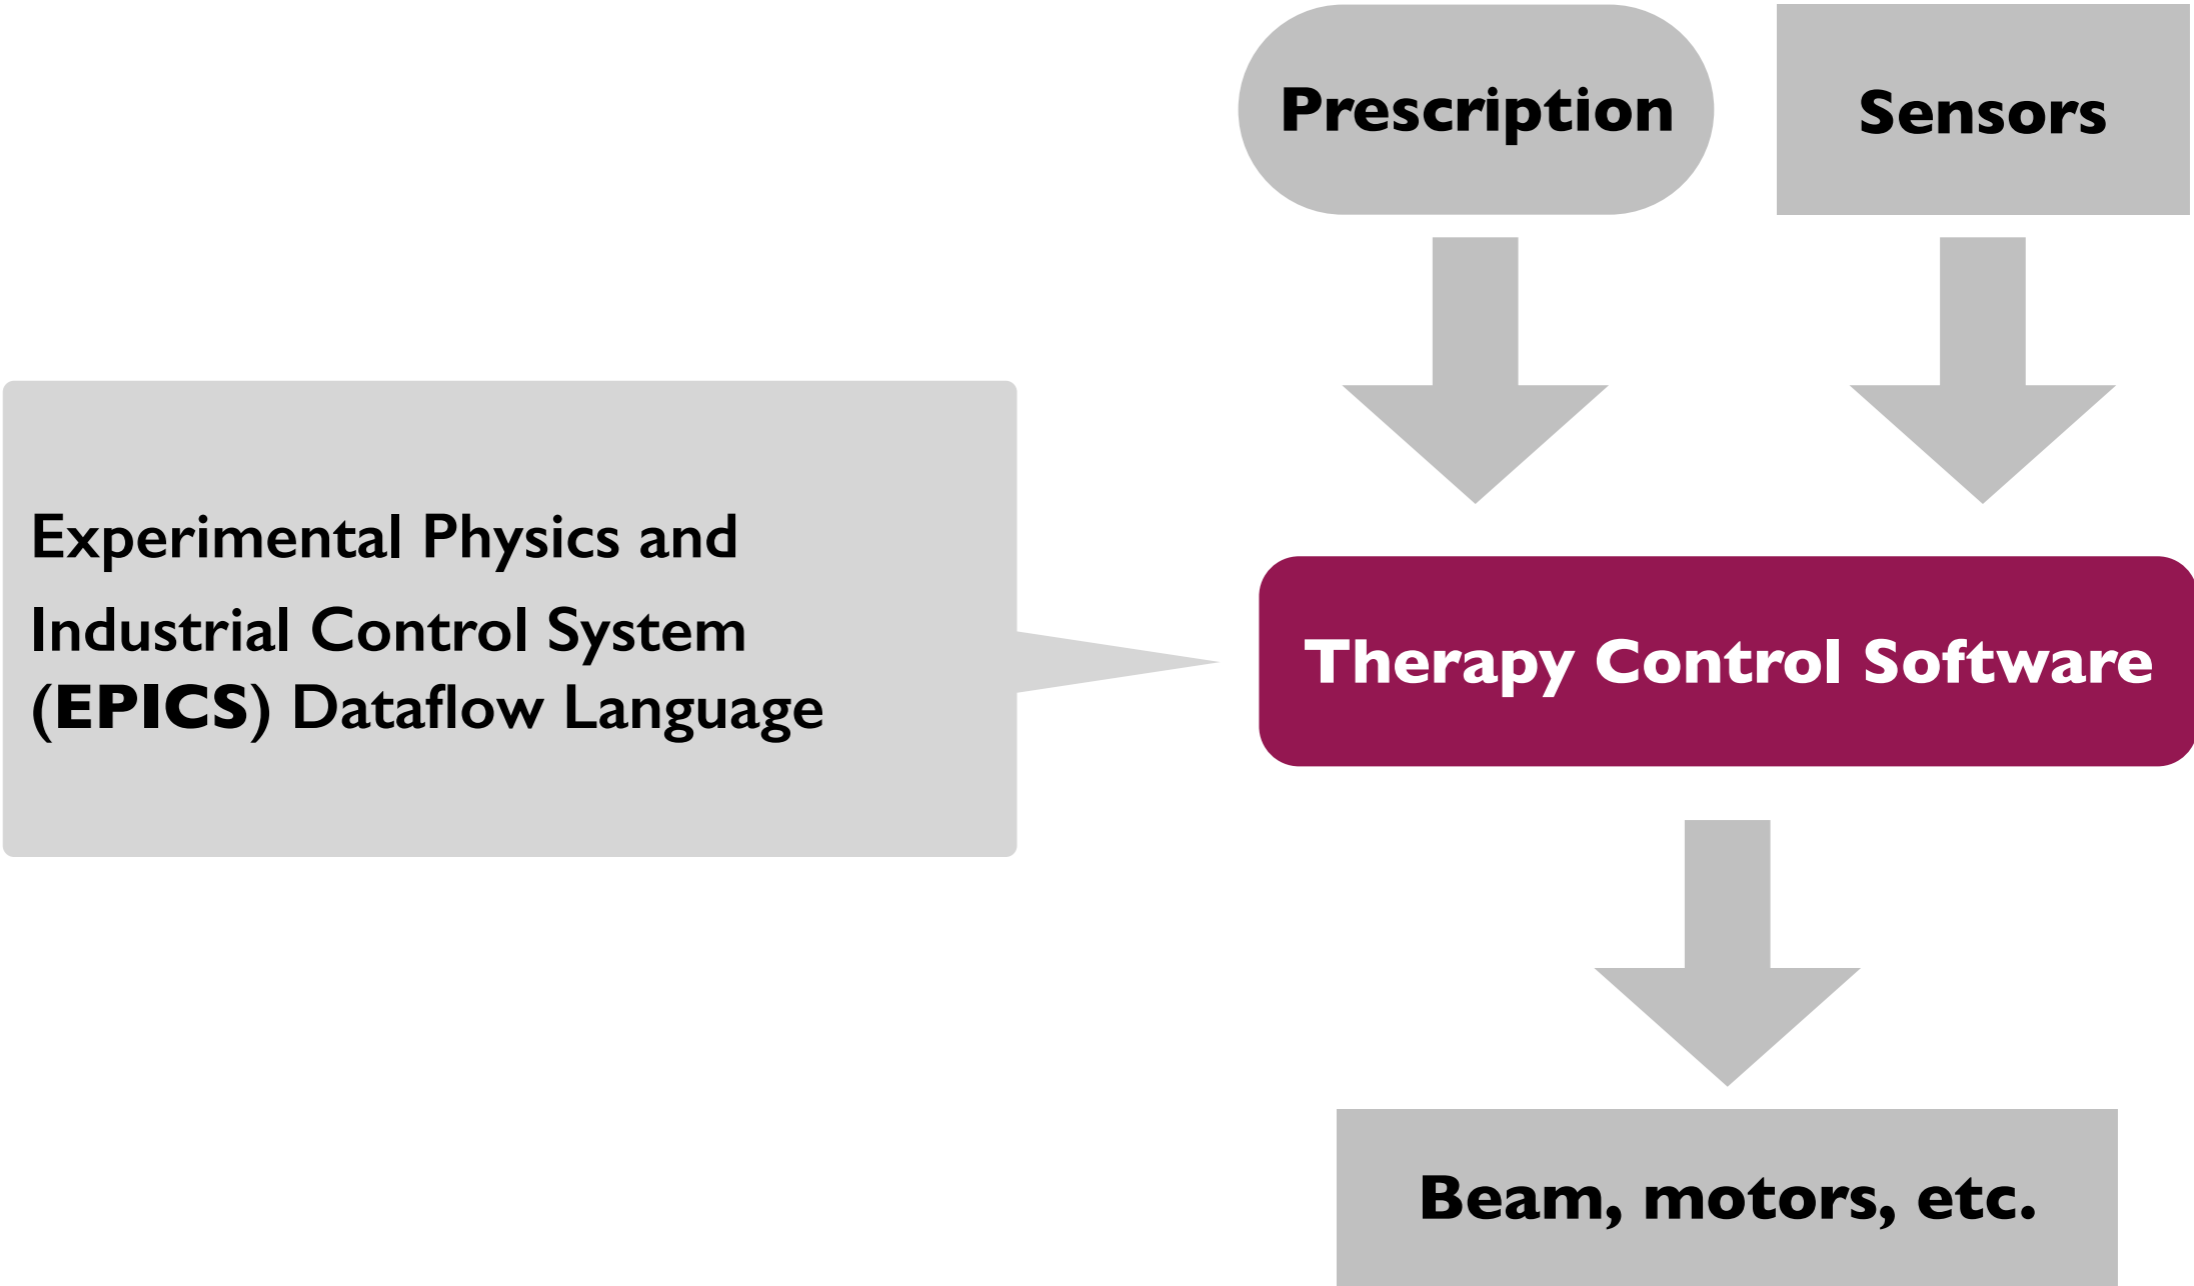 Prescription
Sensors
Experimental Physics and
Industrial Control System
(EPICS) Dataflow Language
Therapy Control Software
Beam, motors, etc.